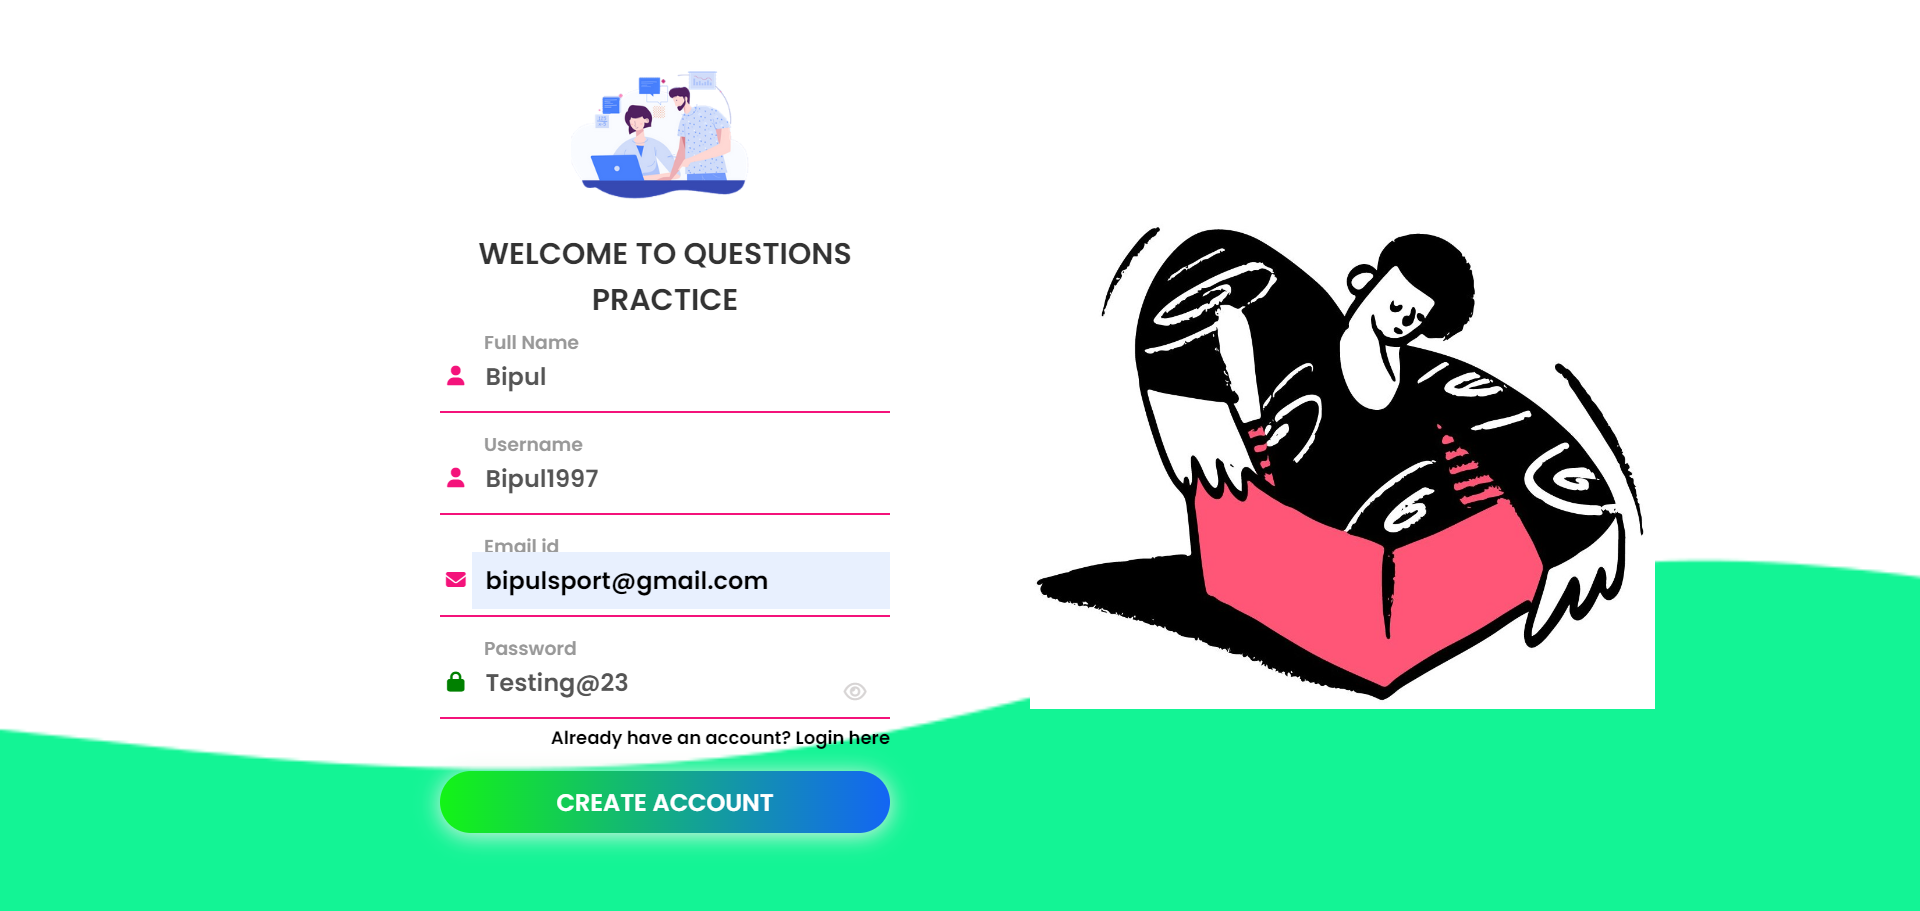 WELCOME TO QUESTIONS
PRACTICE
Full Name
Bipul
Username
Bipul1997
Email id
bipulsport@gmail.com
Password
Testing@23
Already have an account? Login here
CREATE ACCOUNT